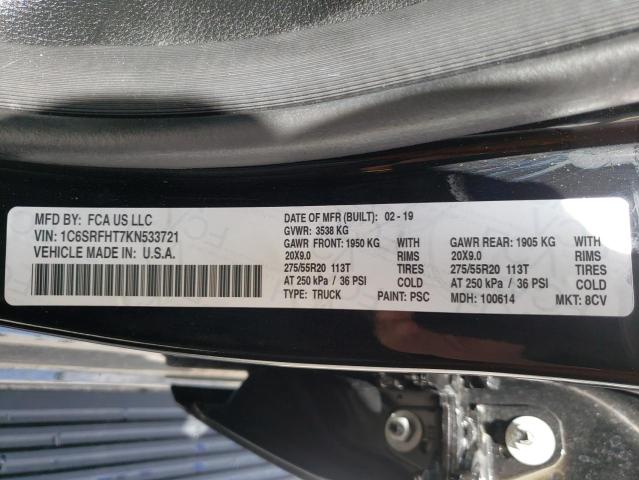 MFD BY: FCA US LLC
VIN: 1C6SRFHT7KN533721
VEHICLE MADE IN: U.S.A.
DATE OF MFR (BUILT): 02-19
GVWR: 3538 KG
GAWR FRONT: 1950 KG WITH
20X9.0 RIMS
275/55R20 113T TIRES
AT 250 kPa / 36 PSI COLD
TYPE: TRUCK PAINT: PSC
GAWR REAR: 1905 KG WITH
20X9.0 RIMS
275/55R20 113T TIRES
AT 250 kPa / 36 PSI COLD
MDH: 100614 MKT: 8CV